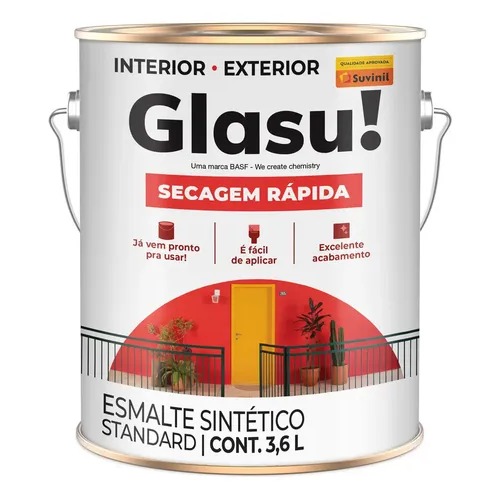 INTERIOR • EXTERIOR
QUALIDADE APROVADA
Suvinil
Glasu!
Uma marca BASF - We create chemistry
SECAGEM RÁPIDA
Já vem pronto
pra usar!
É fácil
de aplicar
Excelente
acabamento
ESMALTE SINTÉTICO
STANDARD | CONT. 3,6 L